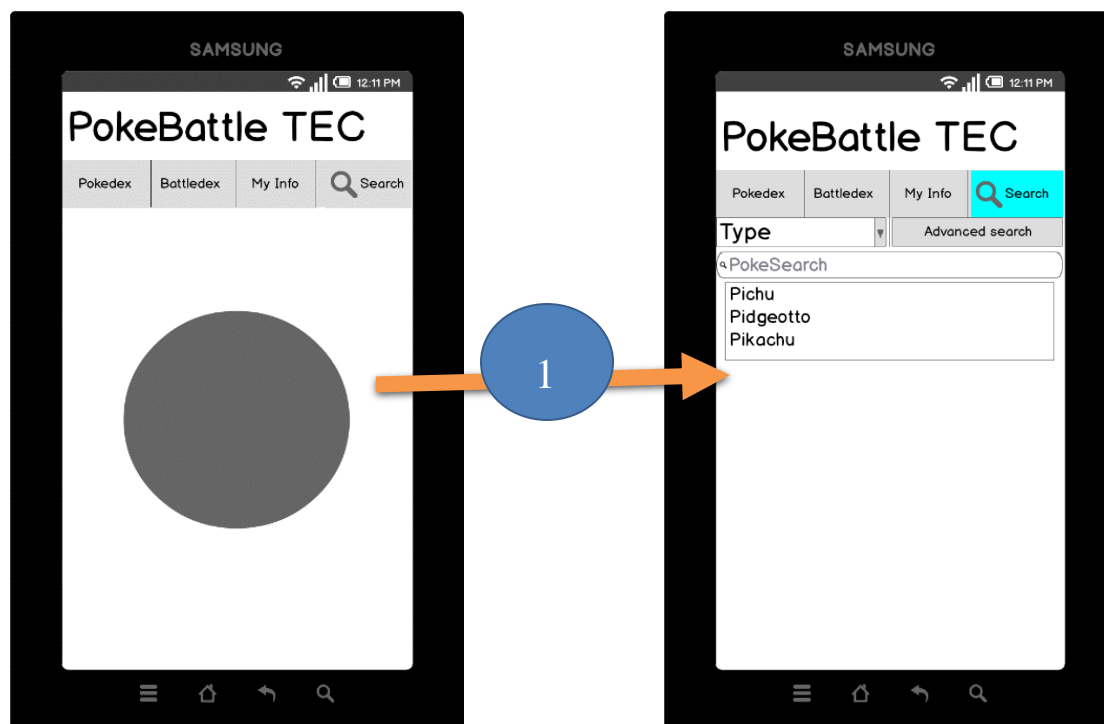 SAMSUNG
12:11 PM
PokeBattle TEC
Pokedex Battledex My Info Search
1
SAMSUNG
12:11 PM
PokeBattle TEC
Pokedex Battledex My Info Search
Type Advanced search
PokeSearch
Pichu
Pidgeotto
Pikachu